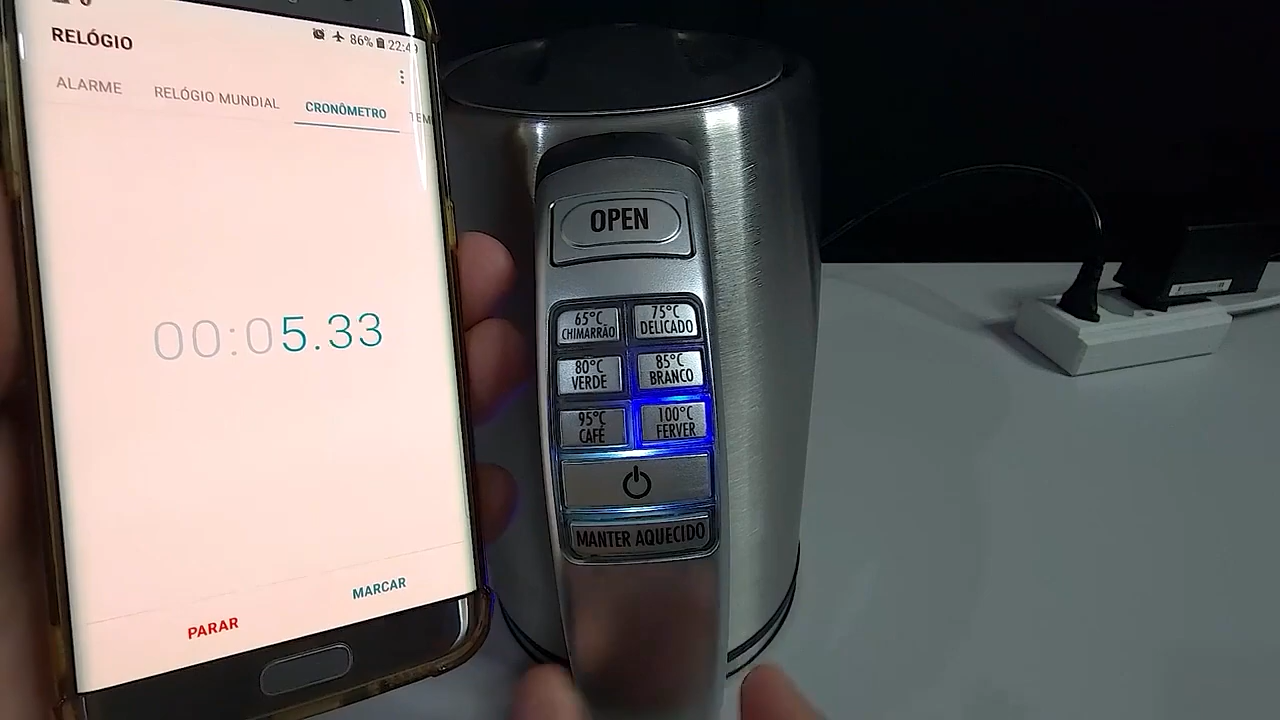 RELÓGIO
86%
ALARME
RELÓGIO MUNDIAL
CRONÔMETRO
00:05.33
MARCAR
PARAR
OPEN
65°C
CHIMARRÃO
75°C
DELICADO
80°C
VERDE
85°C
BRANCO
95°C
CAFÉ
100°C
FERVER
MANTER AQUECIDO